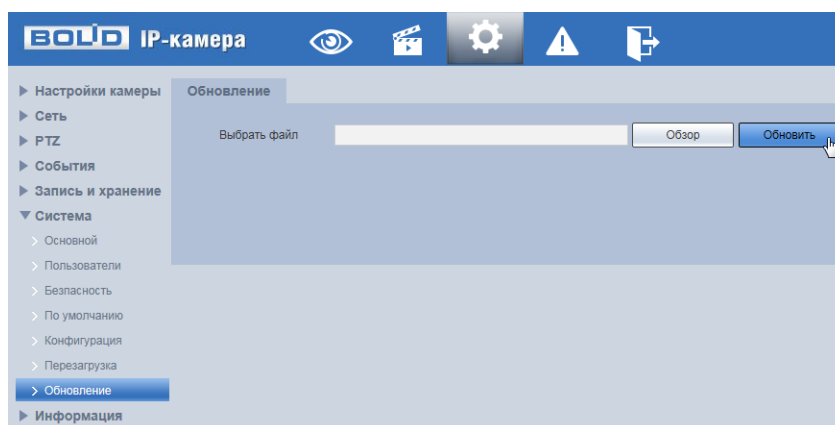 BOLID IP-камера
Настройки камеры
Сеть
PTZ
События
Запись и хранение
Система
Основной
Пользователи
Безпасность
По умолчанию
Конфигурация
Перезагрузка
Обновление
Информация
Обновление
Выбрать файл Обзор Обновить